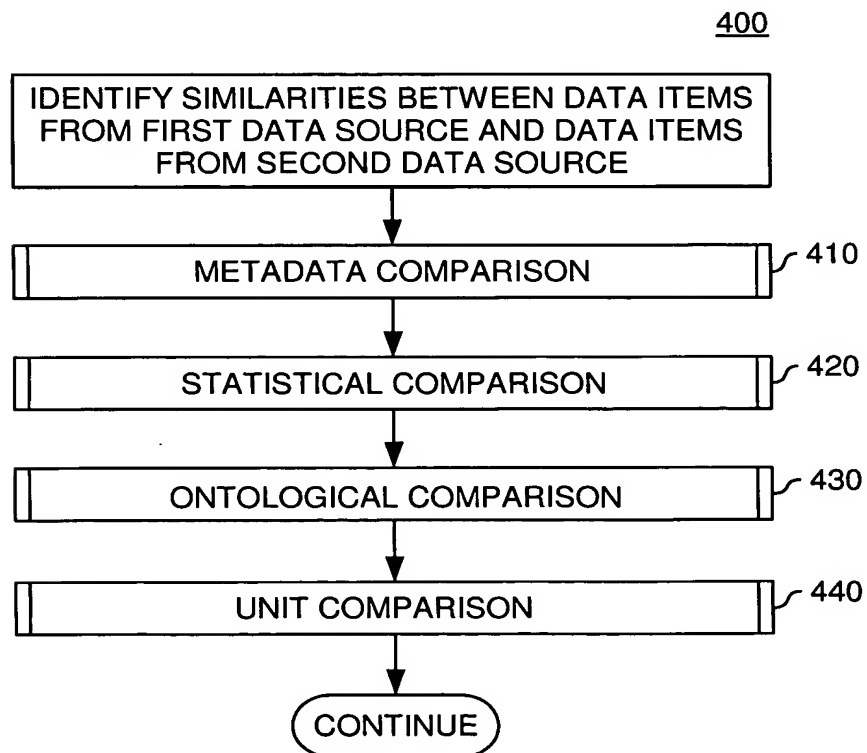 400
IDENTIFY SIMILARITIES BETWEEN DATA ITEMS
FROM FIRST DATA SOURCE AND DATA ITEMS
FROM SECOND DATA SOURCE
METADATA COMPARISON
410
STATISTICAL COMPARISON
420
ONTOLOGICAL COMPARISON
430
UNIT COMPARISON
440
CONTINUE